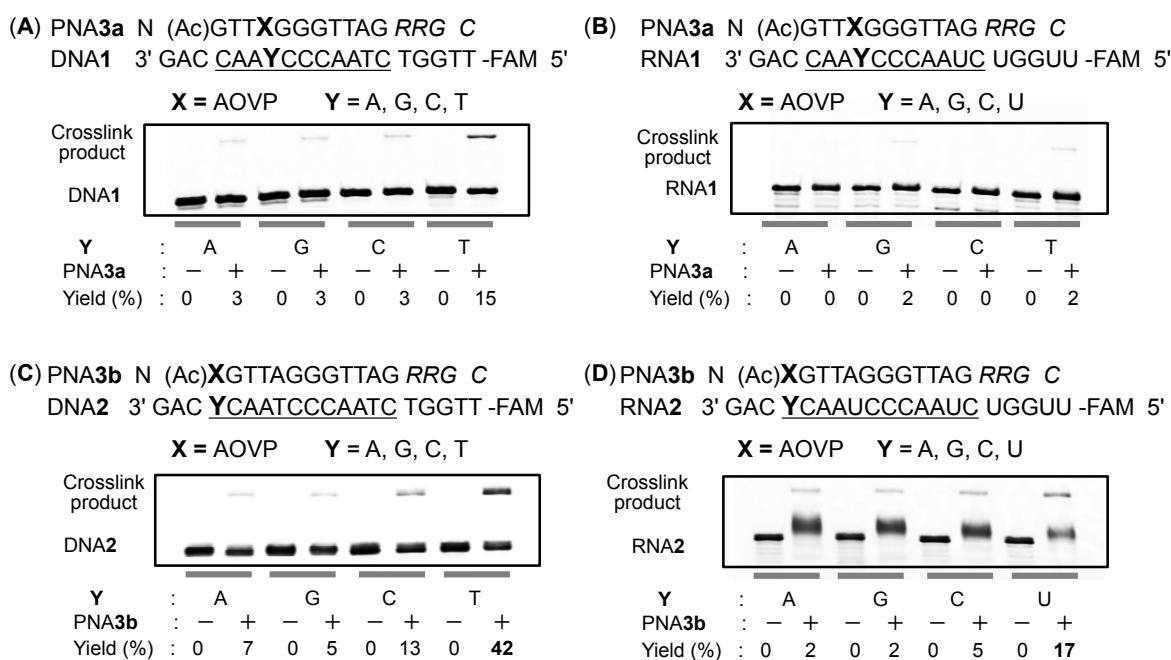 (A) PNA3a N (Ac)GTTXGGGTTAG RRG C
DNA1 3' GAC CAAYCCCAATC TGGTT -FAM 5'
X = AOVP Y = A, G, C, T
Crosslink
product
DNA1
Y : A G C T
PNA3a : − + − + − + − +
Yield (%) : 0 3 0 3 0 3 0 15
(B) PNA3a N (Ac)GTTXGGGTTAG RRG C
RNA1 3' GAC CAAYCCCAAUC UGGUU -FAM 5'
X = AOVP Y = A, G, C, U
Crosslink
product
RNA1
Y : A G C T
PNA3a : − + − + − + − +
Yield (%) : 0 0 0 2 0 0 0 2
(C) PNA3b N (Ac)XGTTAGGGTTAG RRG C
DNA2 3' GAC YCAATCCCAATC TGGTT -FAM 5'
X = AOVP Y = A, G, C, T
Crosslink
product
DNA2
Y : A G C T
PNA3b : − + − + − + − +
Yield (%) : 0 7 0 5 0 13 0 42
(D) PNA3b N (Ac)XGTTAGGGTTAG RRG C
RNA2 3' GAC YCAAUCCCAAUC UGGUU -FAM 5'
X = AOVP Y = A, G, C, U
Crosslink
product
RNA2
Y : A G C U
PNA3b : − + − + − + − +
Yield (%) : 0 2 0 2 0 5 0 17